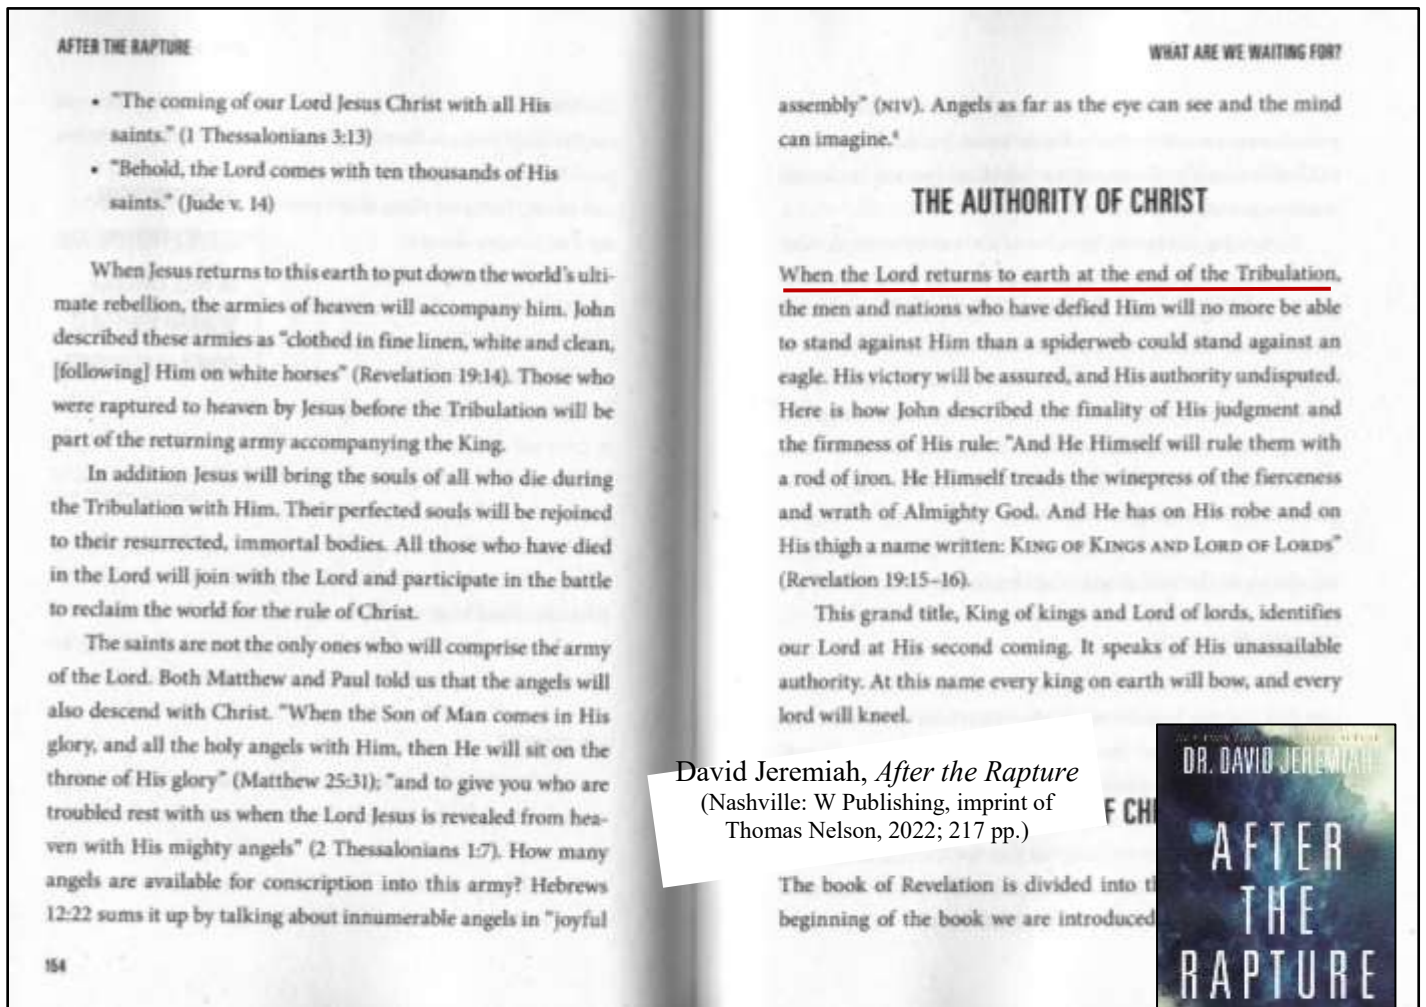 AFTER THE RAPTURE
• "The coming of our Lord Jesus Christ with all His
saints." (1 Thessalonians 3:13)
• "Behold, the Lord comes with ten thousands of His
saints." (Jude v. 14)
When Jesus returns to this earth to put down the world's ulti-
mate rebellion, the armies of heaven will accompany him. John
described these armies as "clothed in fine linen, white and clean,
[following] Him on white horses" (Revelation 19:14). Those who
were raptured to heaven by Jesus before the Tribulation will be
part of the returning army accompanying the King.
In addition Jesus will bring the souls of all who die during
the Tribulation with Him. Their perfected souls will be rejoined
to their resurrected, immortal bodies. All those who have died
in the Lord will join with the Lord and participate in the battle
to reclaim the world for the rule of Christ.
The saints are not the only ones who will comprise the army
of the Lord. Both Matthew and Paul told us that the angels will
also descend with Christ. "When the Son of Man comes in His
glory, and all the holy angels with Him, then He will sit on the
throne of His glory" (Matthew 25:31); "and to give you who are
troubled rest with us when the Lord Jesus is revealed from hea-
ven with His mighty angels" (2 Thessalonians 1:7). How many
angels are available for conscription into this army? Hebrews
12:22 sums it up by talking about innumerable angels in "joyful
154
WHAT ARE WE WAITING FOR?
assembly" (NIV). Angels as far as the eye can see and the mind
can imagine.⁶
THE AUTHORITY OF CHRIST
When the Lord returns to earth at the end of the Tribulation,
the men and nations who have defied Him will no more be able
to stand against Him than a spiderweb could stand against an
eagle. His victory will be assured, and His authority undisputed.
Here is how John described the finality of His judgment and
the firmness of His rule: "And He Himself will rule them with
a rod of iron. He Himself treads the winepress of the fierceness
and wrath of Almighty God. And He has on His robe and on
His thigh a name written: KING OF KINGS AND LORD OF LORDS"
(Revelation 19:15–16).
This grand title, King of kings and Lord of lords, identifies
our Lord at His second coming. It speaks of His unassailable
authority. At this name every king on earth will bow, and every
lord will kneel.
David Jeremiah, After the Rapture
(Nashville: W Publishing, imprint of
Thomas Nelson, 2022; 217 pp.)
F CH
The book of Revelation is divided into
beginning of the book we are introduced
DR. DAVID JEREMIAH
AFTER
THE
RAPTURE